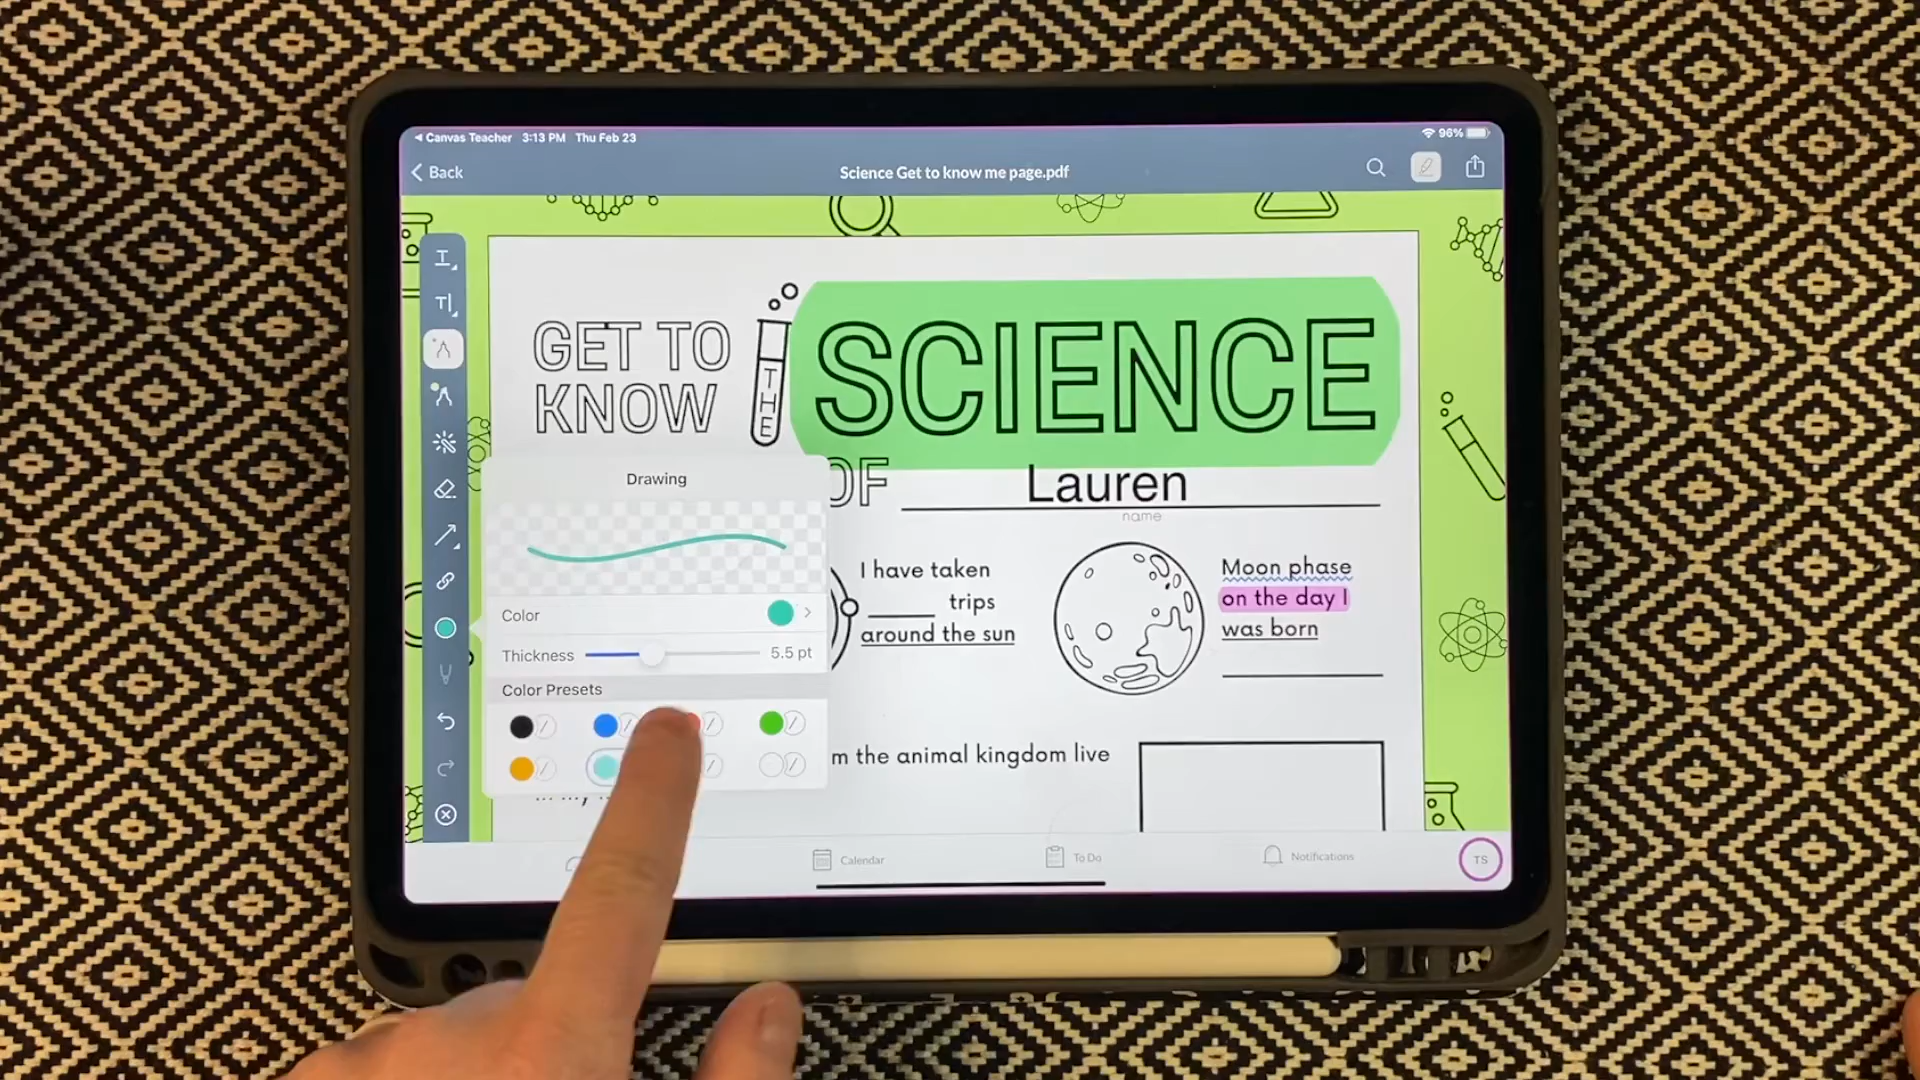 Canvas Teacher 3:13 PM Thu Feb 23
96%
Back
Science Get to know me page.pdf
T
T
GET TO
KNOW
THE
SCIENCE
OF
Lauren
name
Drawing
Color
Thickness
5.5 pt
Color Presets
I have taken
trips
around the sun
Moon phase
on the day I
was born
the animal kingdom live
Calendar
To Do
Notifications
TS